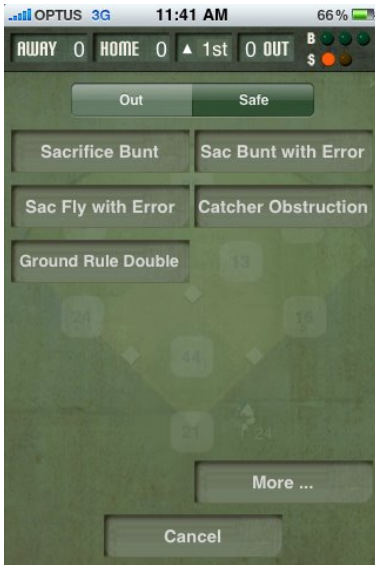 OPTUS 3G 11:41 AM 66%
AWAY 0 HOME 0 ▲ 1st 0 OUT B S
Out Safe
Sacrifice Bunt Sac Bunt with Error
Sac Fly with Error Catcher Obstruction
Ground Rule Double 13
24 16
44
21 24
More ...
Cancel